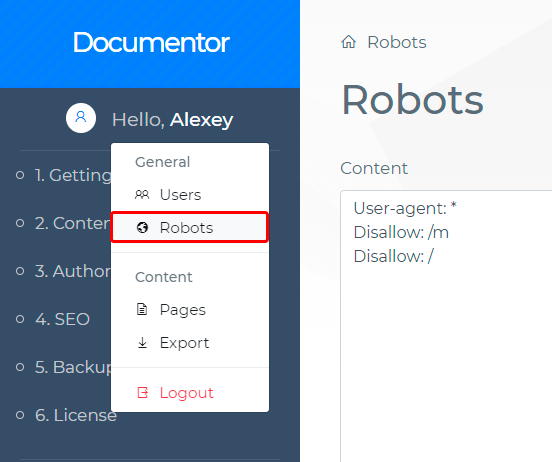 Documentor
Hello, Alexey
General
Users
Robots
Content
Pages
Export
Logout
1. Getting
2. Conten
3. Author
4. SEO
5. Backup
6. License
Robots
Robots
Content
User-agent: *
Disallow: /m
Disallow: /